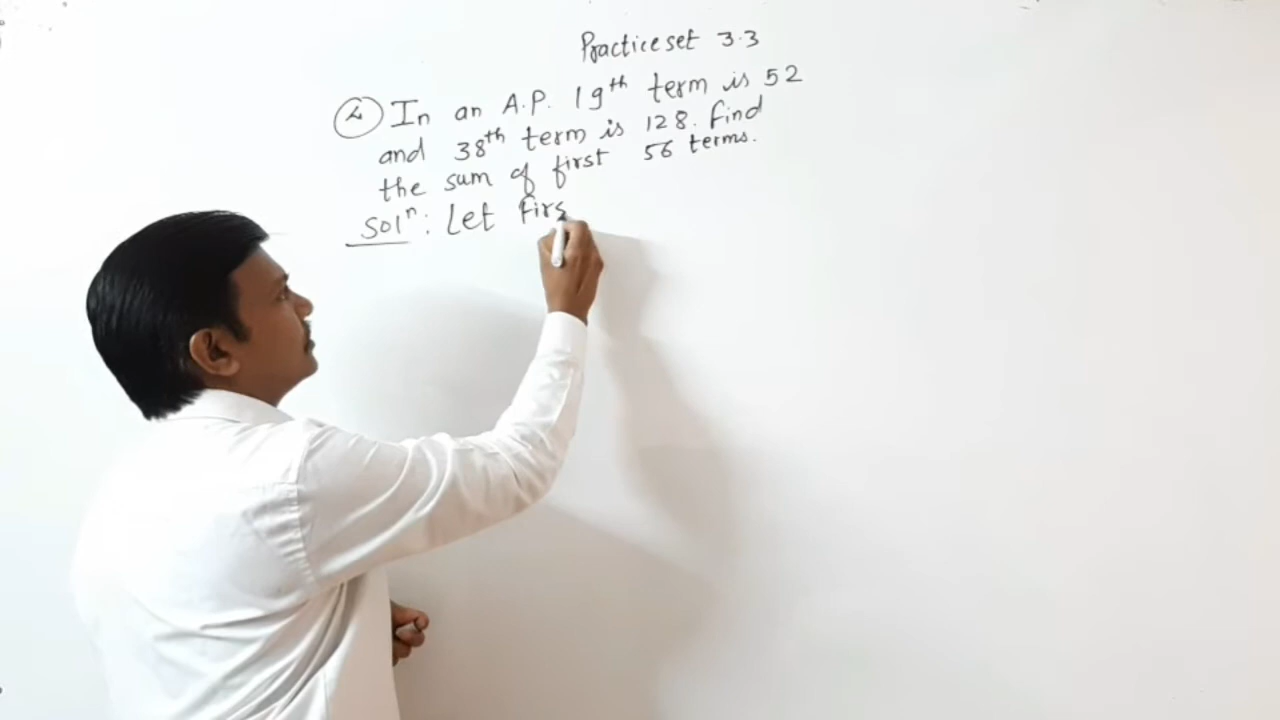 Practice set 3.3
4 In an A.P. 19th term is 52
and 38th term is 128. Find
the sum of first 56 terms.
Solⁿ: Let Firs